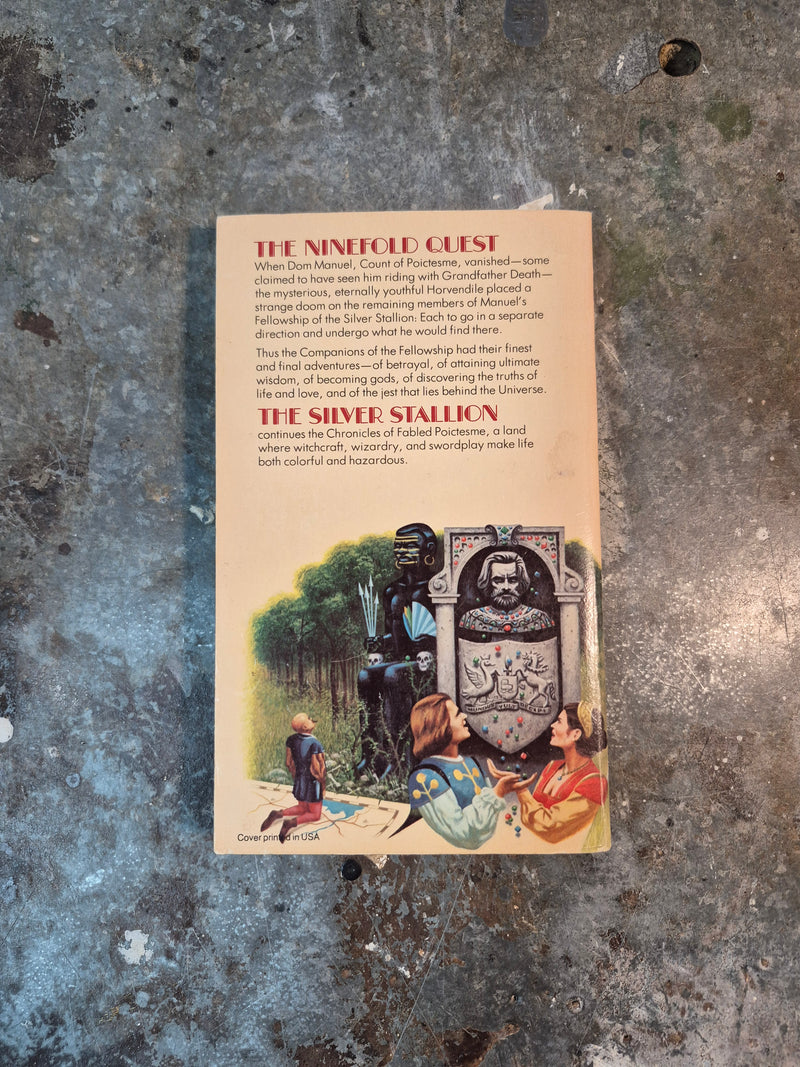 THE NINEFOLD QUEST
When Dom Manuel, Count of Poictesme, vanished—some
claimed to have seen him riding with Grandfather Death—
the mysterious, eternally youthful Horvendile placed a
strange doom on the remaining members of Manuel's
Fellowship of the Silver Stallion: Each to go in a separate
direction and undergo what he would find there.
Thus the Companions of the Fellowship had their finest
and final adventures—of betrayal, of attaining ultimate
wisdom, of becoming gods, of discovering the truths of
life and love, and of the jest that lies behind the Universe.
THE SILVER STALLION
continues the Chronicles of Fabled Poictesme, a land
where witchcraft, wizardry, and swordplay make life
both colorful and hazardous.
Cover printed in USA